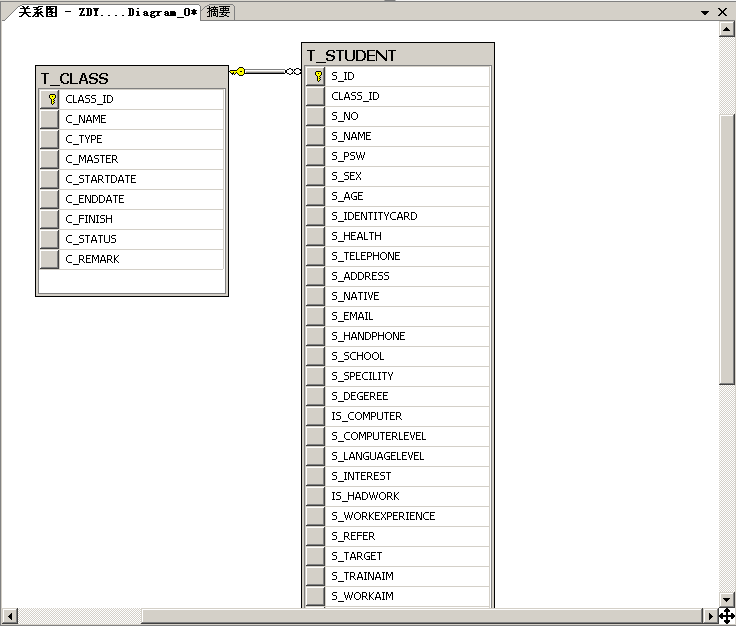 关系图 - ZDY....Diagram_0* 摘要
T_CLASS
CLASS_ID
C_NAME
C_TYPE
C_MASTER
C_STARTDATE
C_ENDDATE
C_FINISH
C_STATUS
C_REMARK
T_STUDENT
S_ID
CLASS_ID
S_NO
S_NAME
S_PSW
S_SEX
S_AGE
S_IDENTITYCARD
S_HEALTH
S_TELEPHONE
S_ADDRESS
S_NATIVE
S_EMAIL
S_HANDPHONE
S_SCHOOL
S_SPECILITY
S_DEGEREE
IS_COMPUTER
S_COMPUTERLEVEL
S_LANGUAGELEVEL
S_INTEREST
IS_HADWORK
S_WORKEXPERIENCE
S_REFER
S_TARGET
S_TRAINAIM
S_WORKAIM